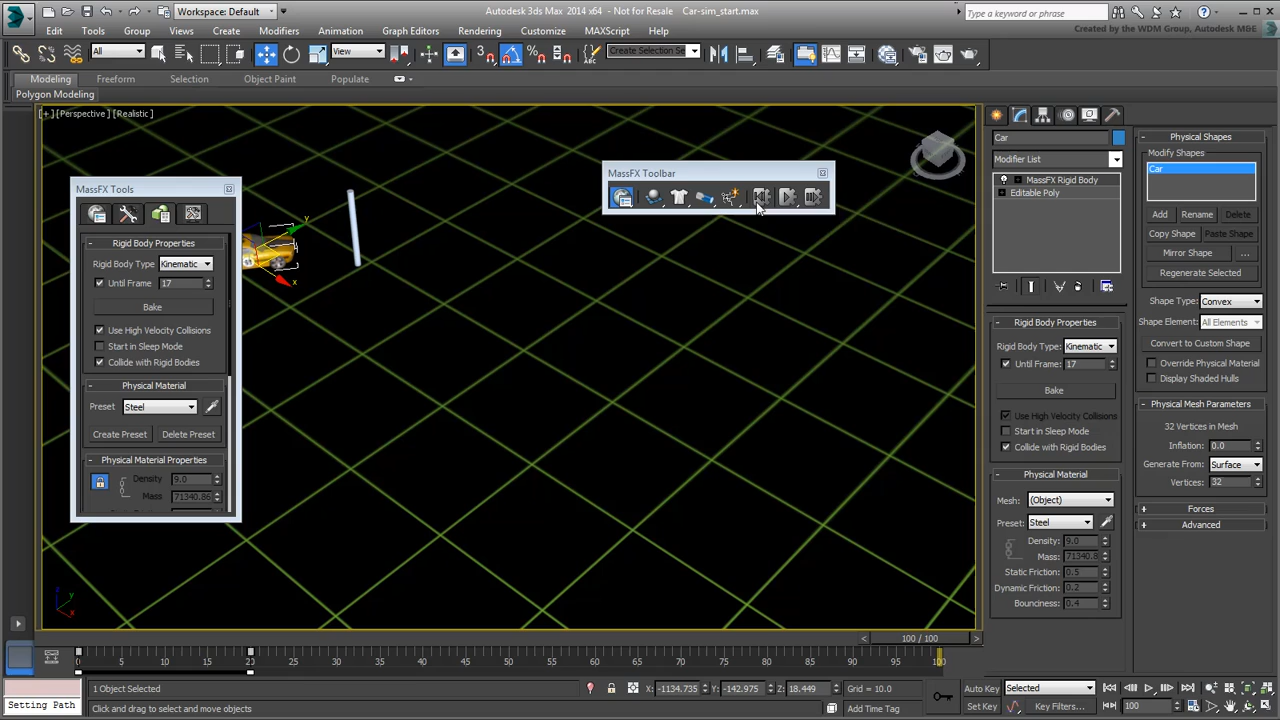 Workspace: Default
Autodesk 3ds Max 2014 x64 - Not for Resale Car-sim_start.max
Type a keyword or phrase
Created by the WDM Group, Autodesk MGE
Edit Tools Group Views Create Modifiers Animation Graph Editors Rendering Customize MAXScript Help
All
View
Create Selection Se
Modeling Freeform Selection Object Paint Populate
Polygon Modeling
[+] [Perspective] [Realistic]
MassFX Toolbar
MassFX Tools
Rigid Body Properties
Rigid Body Type Kinematic
Until Frame 17
Bake
Use High Velocity Collisions
Start in Sleep Mode
Collide with Rigid Bodies
Physical Material
Preset Steel
Create Preset Delete Preset
Physical Material Properties
Density 9.0
Mass 71340.86
y
x
z
y
x
Car
Modifier List
MassFX Rigid Body
Editable Poly
Rigid Body Properties
Rigid Body Type: Kinematic
Until Frame: 17
Bake
Use High Velocity Collisions
Start in Sleep Mode
Collide with Rigid Bodies
Physical Material
Mesh: (Object)
Preset: Steel
Density: 9.0
Mass: 71340.8
Static Friction: 0.5
Dynamic Friction: 0.2
Bounciness: 0.4
Physical Shapes
Modify Shapes
Car
Add Rename Delete
Copy Shape Paste Shape
Mirror Shape ...
Regenerate Selected
Shape Type: Convex
Shape Element: All Elements
Convert to Custom Shape
Override Physical Material
Display Shaded Hulls
Physical Mesh Parameters
32 Vertices in Mesh
Inflation: 0.0
Generate From: Surface
Vertices: 32
Forces
Advanced
100 / 100
0 5 10 15 20 25 30 35 40 45 50 55 60 65 70 75 80 85 90 95 100
1 Object Selected
X: -1134.735 Y: -142.975 Z: 18.449 Grid = 10.0
Auto Key Selected
Setting Path
Click and drag to select and move objects
Add Time Tag
Set Key Key Filters... 100